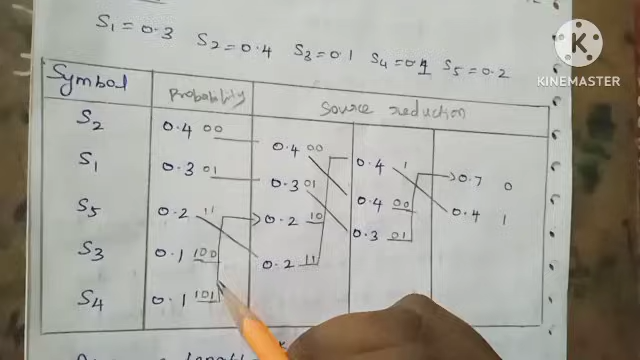 S1 = 0.3 S2 = 0.4 S3 = 0.1 S4 = 0.1 S5 = 0.2
KINEMASTER
Symbol Probability Source reduction
S2 0.4 00 0.4 00 0.4 1 0.7 0
S1 0.3 01 0.3 01 0.4 00 0.4 1
S5 0.2 11 0.2 10 0.3 01
S3 0.1 100 0.2 11
S4 0.1 101